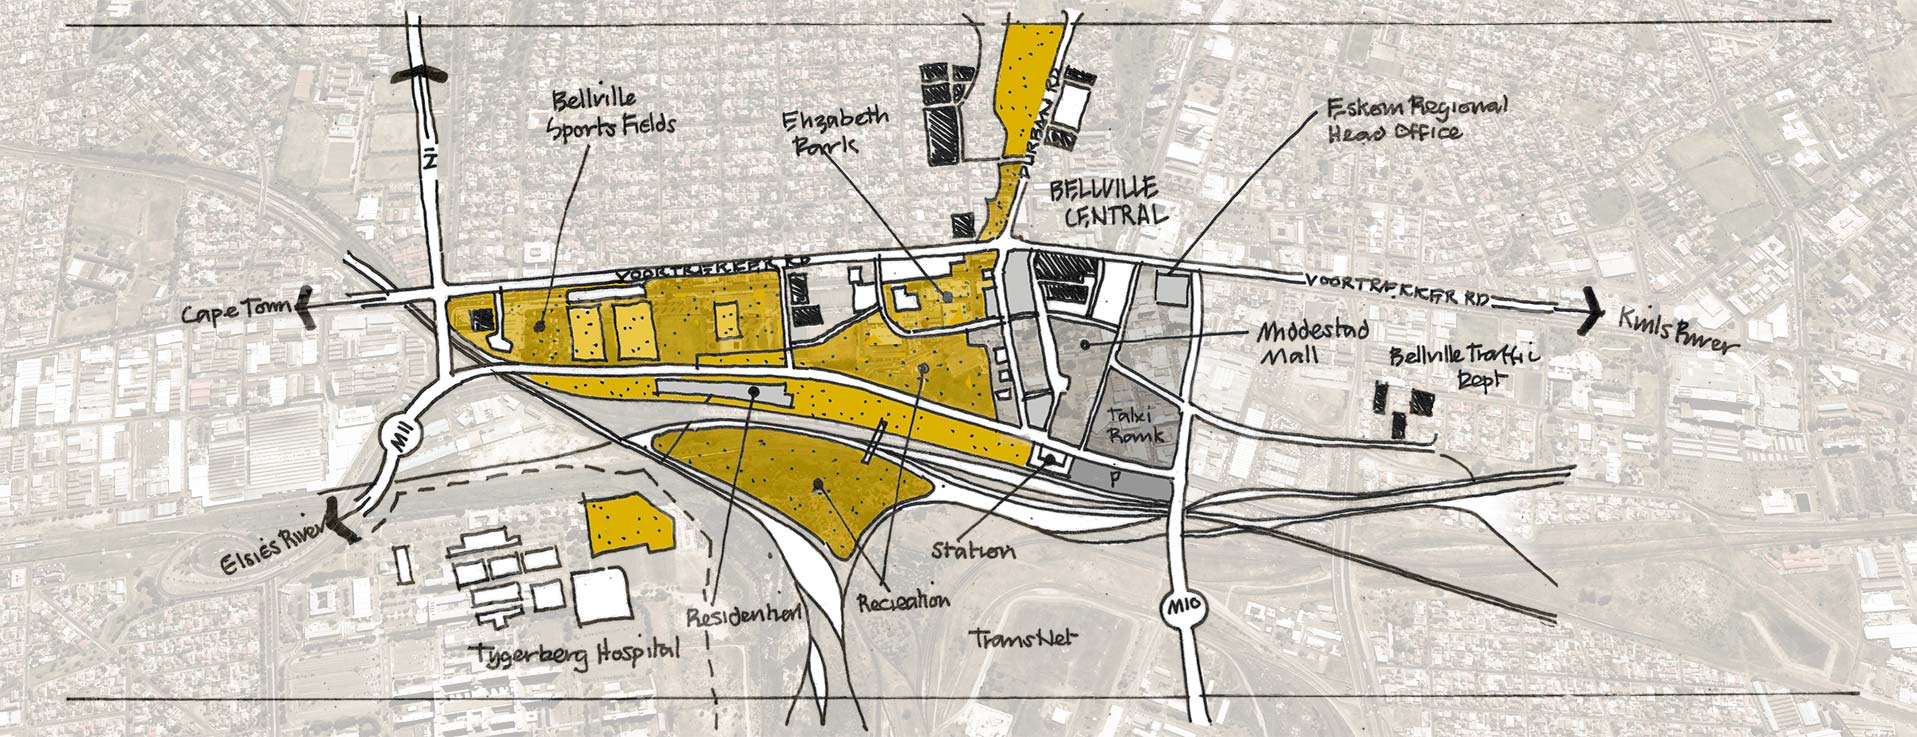 Bellville
Sports Fields
Elizabeth
Park
Eskom Regional
Head Office
N1
DURBAN RD
BELLVILLE
CENTRAL
VOORTREKKER RD
VOORTREKKER RD
Cape Town
Kuils River
Modestad
Mall
Bellville Traffic
Dept
Taxi
Rank
M11
P
Elsies River
Station
Residential
Recreation
M10
TransNet
Tygerberg Hospital